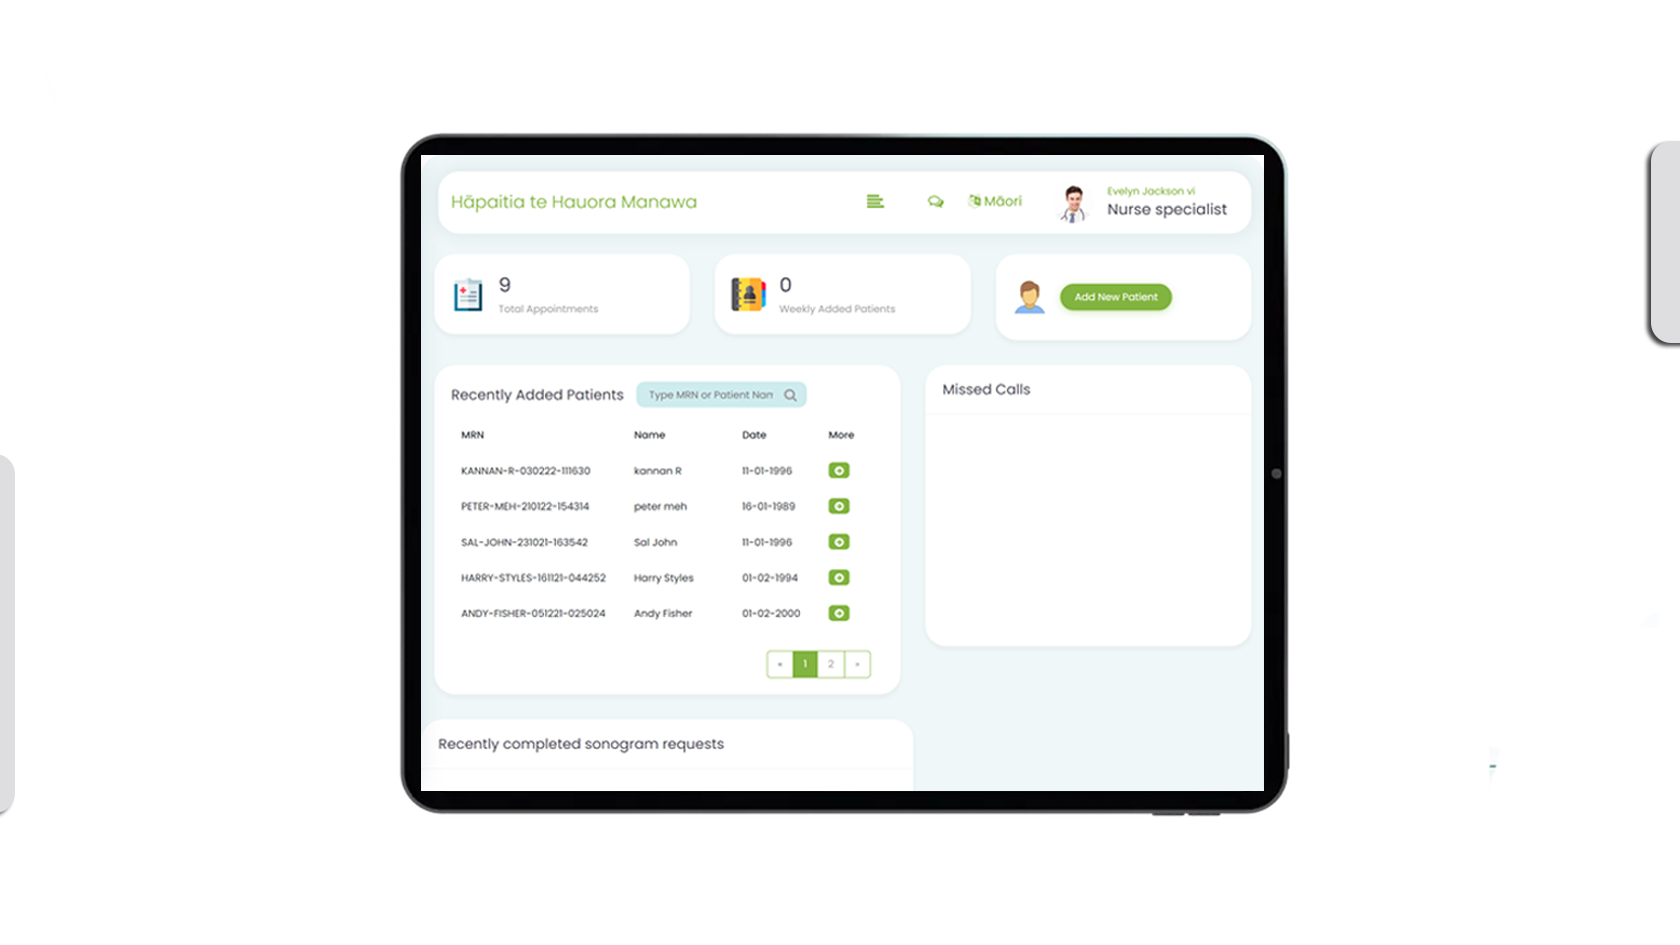 Hāpaitia te Hauora Manawa
Māori
Evelyn Jackson vi
Nurse specialist
9
Total Appointments
0
Weekly Added Patients
Add New Patient
Recently Added Patients
Type MRN or Patient Nam
MRN Name Date More
KANNAN-R-030222-111630 kannan R 11-01-1996
PETER-MEH-210122-154314 peter meh 16-01-1989
SAL-JOHN-231021-163542 Sal John 11-01-1996
HARRY-STYLES-161121-044252 Harry Styles 01-02-1994
ANDY-FISHER-051221-025024 Andy Fisher 01-02-2000
« 1 2 »
Missed Calls
Recently completed sonogram requests